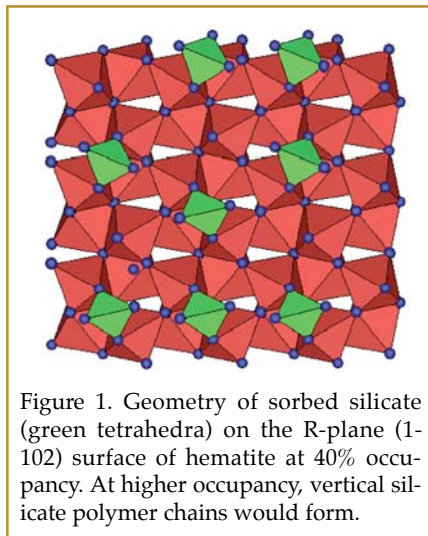 Figure 1. Geometry of sorbed silicate
(green tetrahedra) on the R-plane (1-
102) surface of hematite at 40% occu-
pancy. At higher occupancy, vertical sil-
icate polymer chains would form.